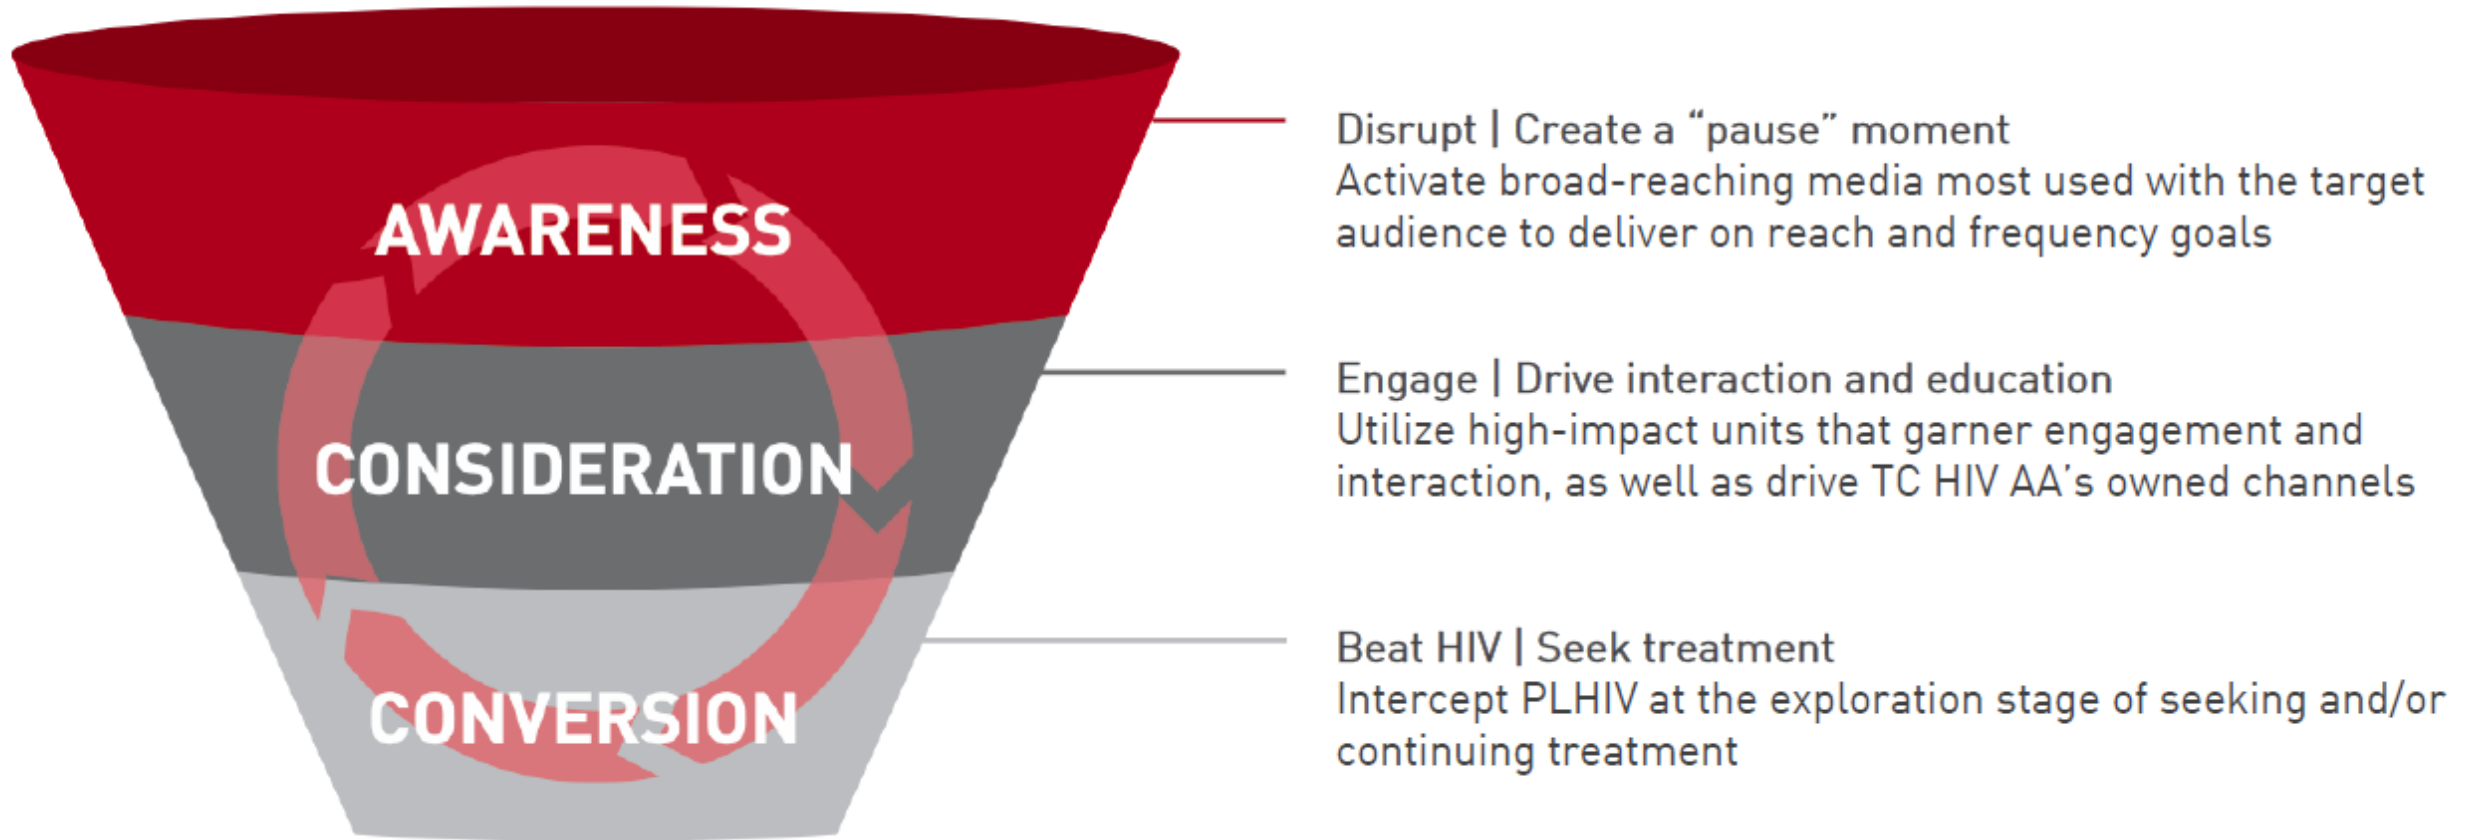 AWARENESS
Disrupt | Create a “pause” moment
Activate broad-reaching media most used with the target
audience to deliver on reach and frequency goals
CONSIDERATION
Engage | Drive interaction and education
Utilize high-impact units that garner engagement and
interaction, as well as drive TC HIV AA’s owned channels
CONVERSION
Beat HIV | Seek treatment
Intercept PLHIV at the exploration stage of seeking and/or
continuing treatment